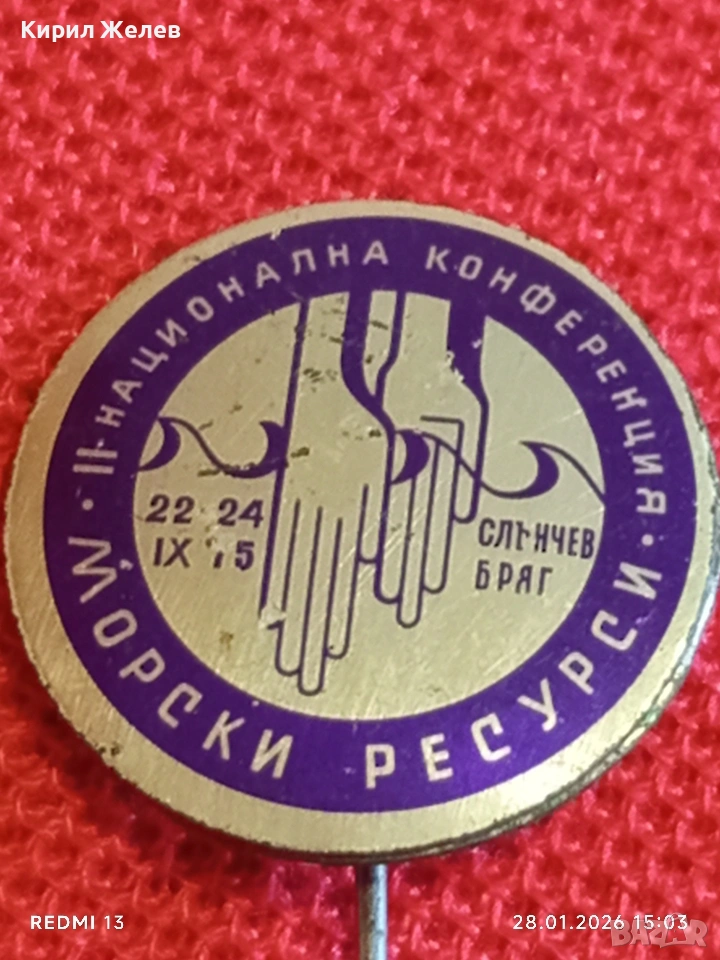 Кирил Желев
· II НАЦИОНАЛНА КОНФЕРЕНЦИЯ ·
МОРСКИ РЕСУРСИ
22 24
IX 75
СЛЪНЧЕВ
БРЯГ
REDMI 13
28.01.2026 15:03
BAZAR